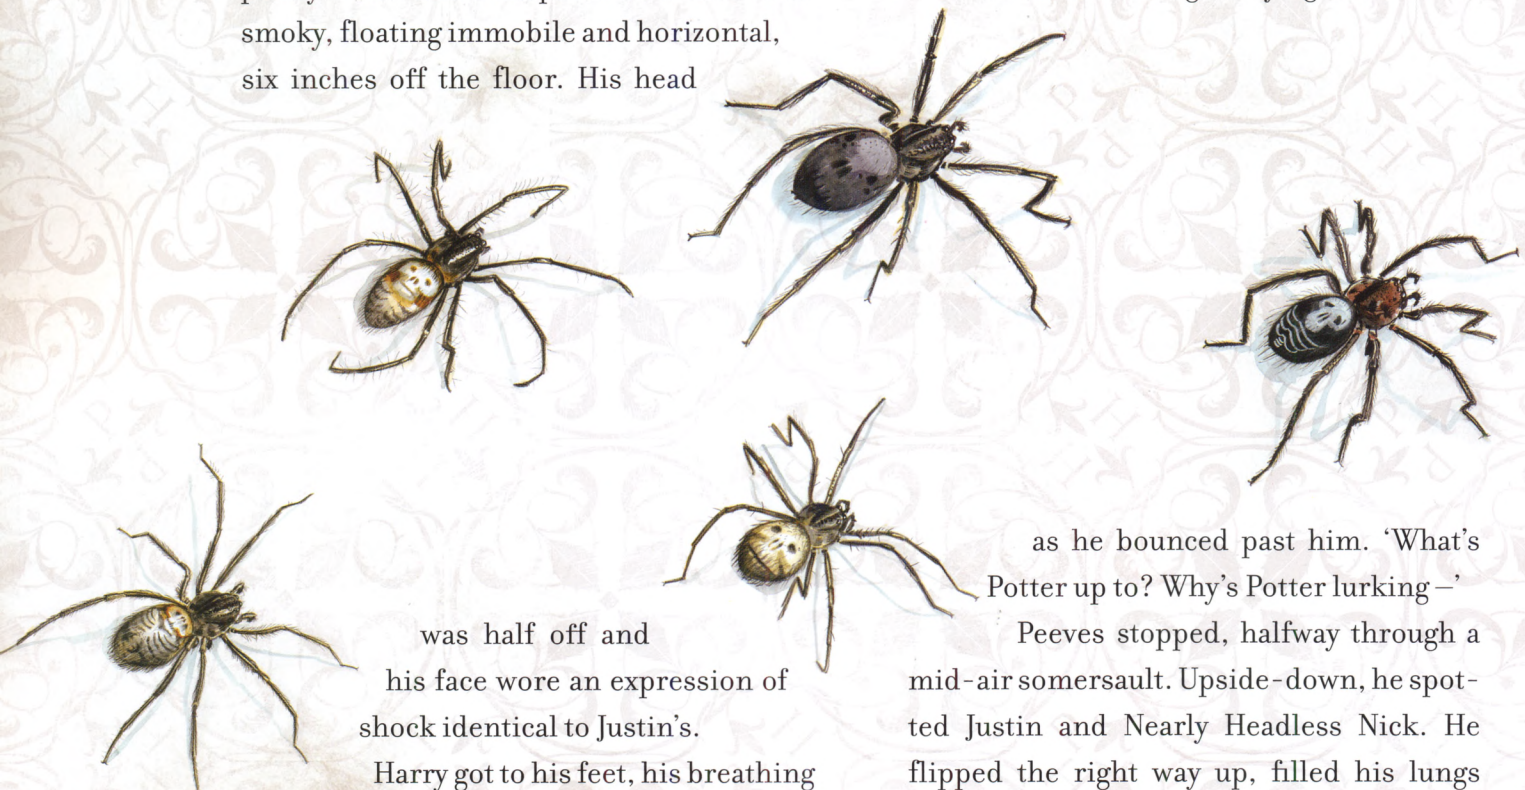 smoky, floating immobile and horizontal,
six inches off the floor. His head
was half off and
his face wore an expression of
shock identical to Justin's.
Harry got to his feet, his breathing
as he bounced past him. ‘What's
Potter up to? Why's Potter lurking –’
Peeves stopped, halfway through a
mid-air somersault. Upside-down, he spot-
ted Justin and Nearly Headless Nick. He
flipped the right way up, filled his lungs